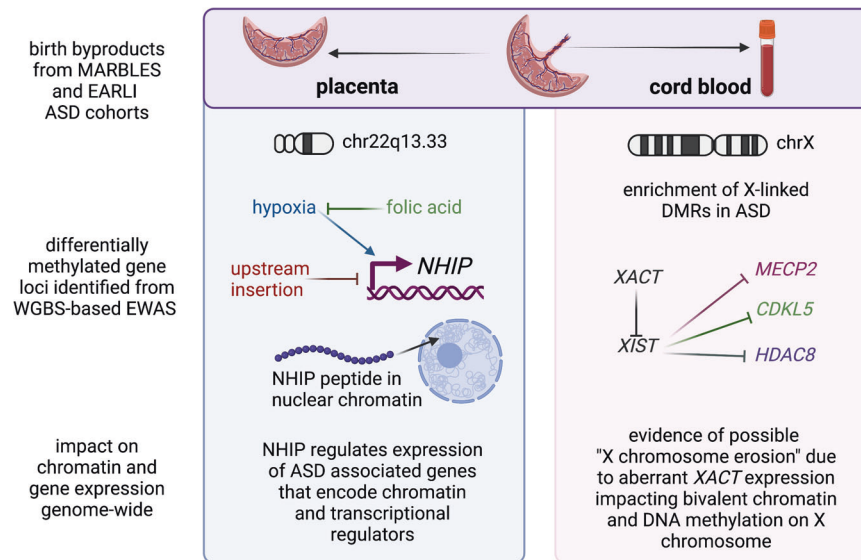 birth byproducts
from MARBLES
and EARLI
ASD cohorts
placenta
cord blood
chr22q13.33
chrX
enrichment of X-linked
DMRs in ASD
differentially
methylated gene
loci identified from
WGBS-based EWAS
hypoxia
folic acid
upstream
insertion
NHIP
NHIP peptide in
nuclear chromatin
XACT
XIST
MECP2
CDKL5
HDAC8
impact on
chromatin and
gene expression
genome-wide
NHIP regulates expression
of ASD associated genes
that encode chromatin
and transcriptional
regulators
evidence of possible
"X chromosome erosion" due
to aberrant XACT expression
impacting bivalent chromatin
and DNA methylation on X
chromosome